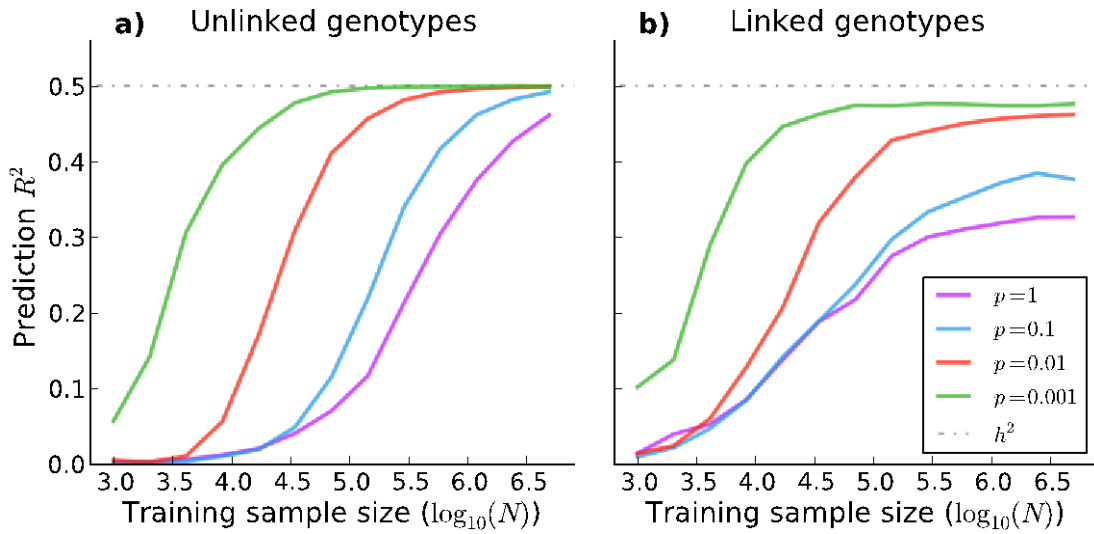 a) Unlinked genotypes
b) Linked genotypes
Prediction R²
0.5
0.4
0.3
0.2
0.1
0.0
3.0 3.5 4.0 4.5 5.0 5.5 6.0 6.5
Training sample size (log₁₀(N))
3.0 3.5 4.0 4.5 5.0 5.5 6.0 6.5
Training sample size (log₁₀(N))
p=1
p=0.1
p=0.01
p=0.001
h²